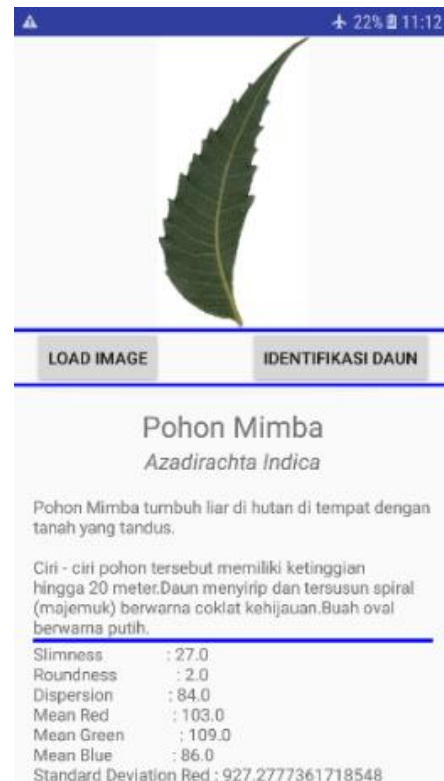 22% 11:12
LOAD IMAGE IDENTIFIKASI DAUN
Pohon Mimba
Azadirachta Indica
Pohon Mimba tumbuh liar di hutan di tempat dengan
tanah yang tandus.
Ciri - ciri pohon tersebut memiliki ketinggian
hingga 20 meter.Daun menyirip dan tersusun spiral
(majemuk) berwarna coklat kehijauan.Buah oval
berwarna putih.
Slimness : 27.0
Roundness : 2.0
Dispersion : 84.0
Mean Red : 103.0
Mean Green : 109.0
Mean Blue : 86.0
Standard Deviation Red : 927.2777361718548